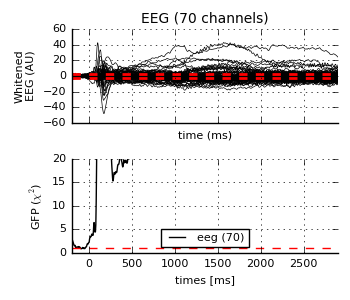 EEG (70 channels)
Whitened
EEG (AU)
60
40
20
0
−20
−40
−60
time (ms)
GFP (χ²)
20
15
10
5
0
eeg (70)
0
500
1000
1500
2000
2500
times [ms]